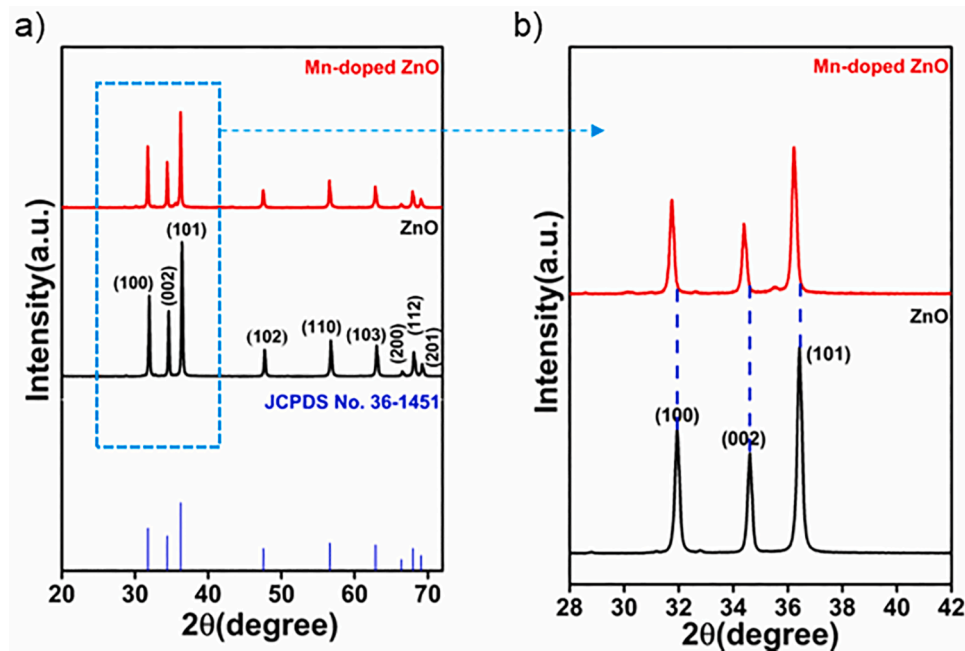 a)
Mn-doped ZnO
ZnO
(100)
(002)
(101)
(102)
(110)
(103)
(200)
(112)
(201)
JCPDS No. 36-1451
Intensity(a.u.)
20 30 40 50 60 70
2θ(degree)
b)
Mn-doped ZnO
ZnO
(100)
(002)
(101)
Intensity(a.u.)
28 30 32 34 36 38 40 42
2θ(degree)